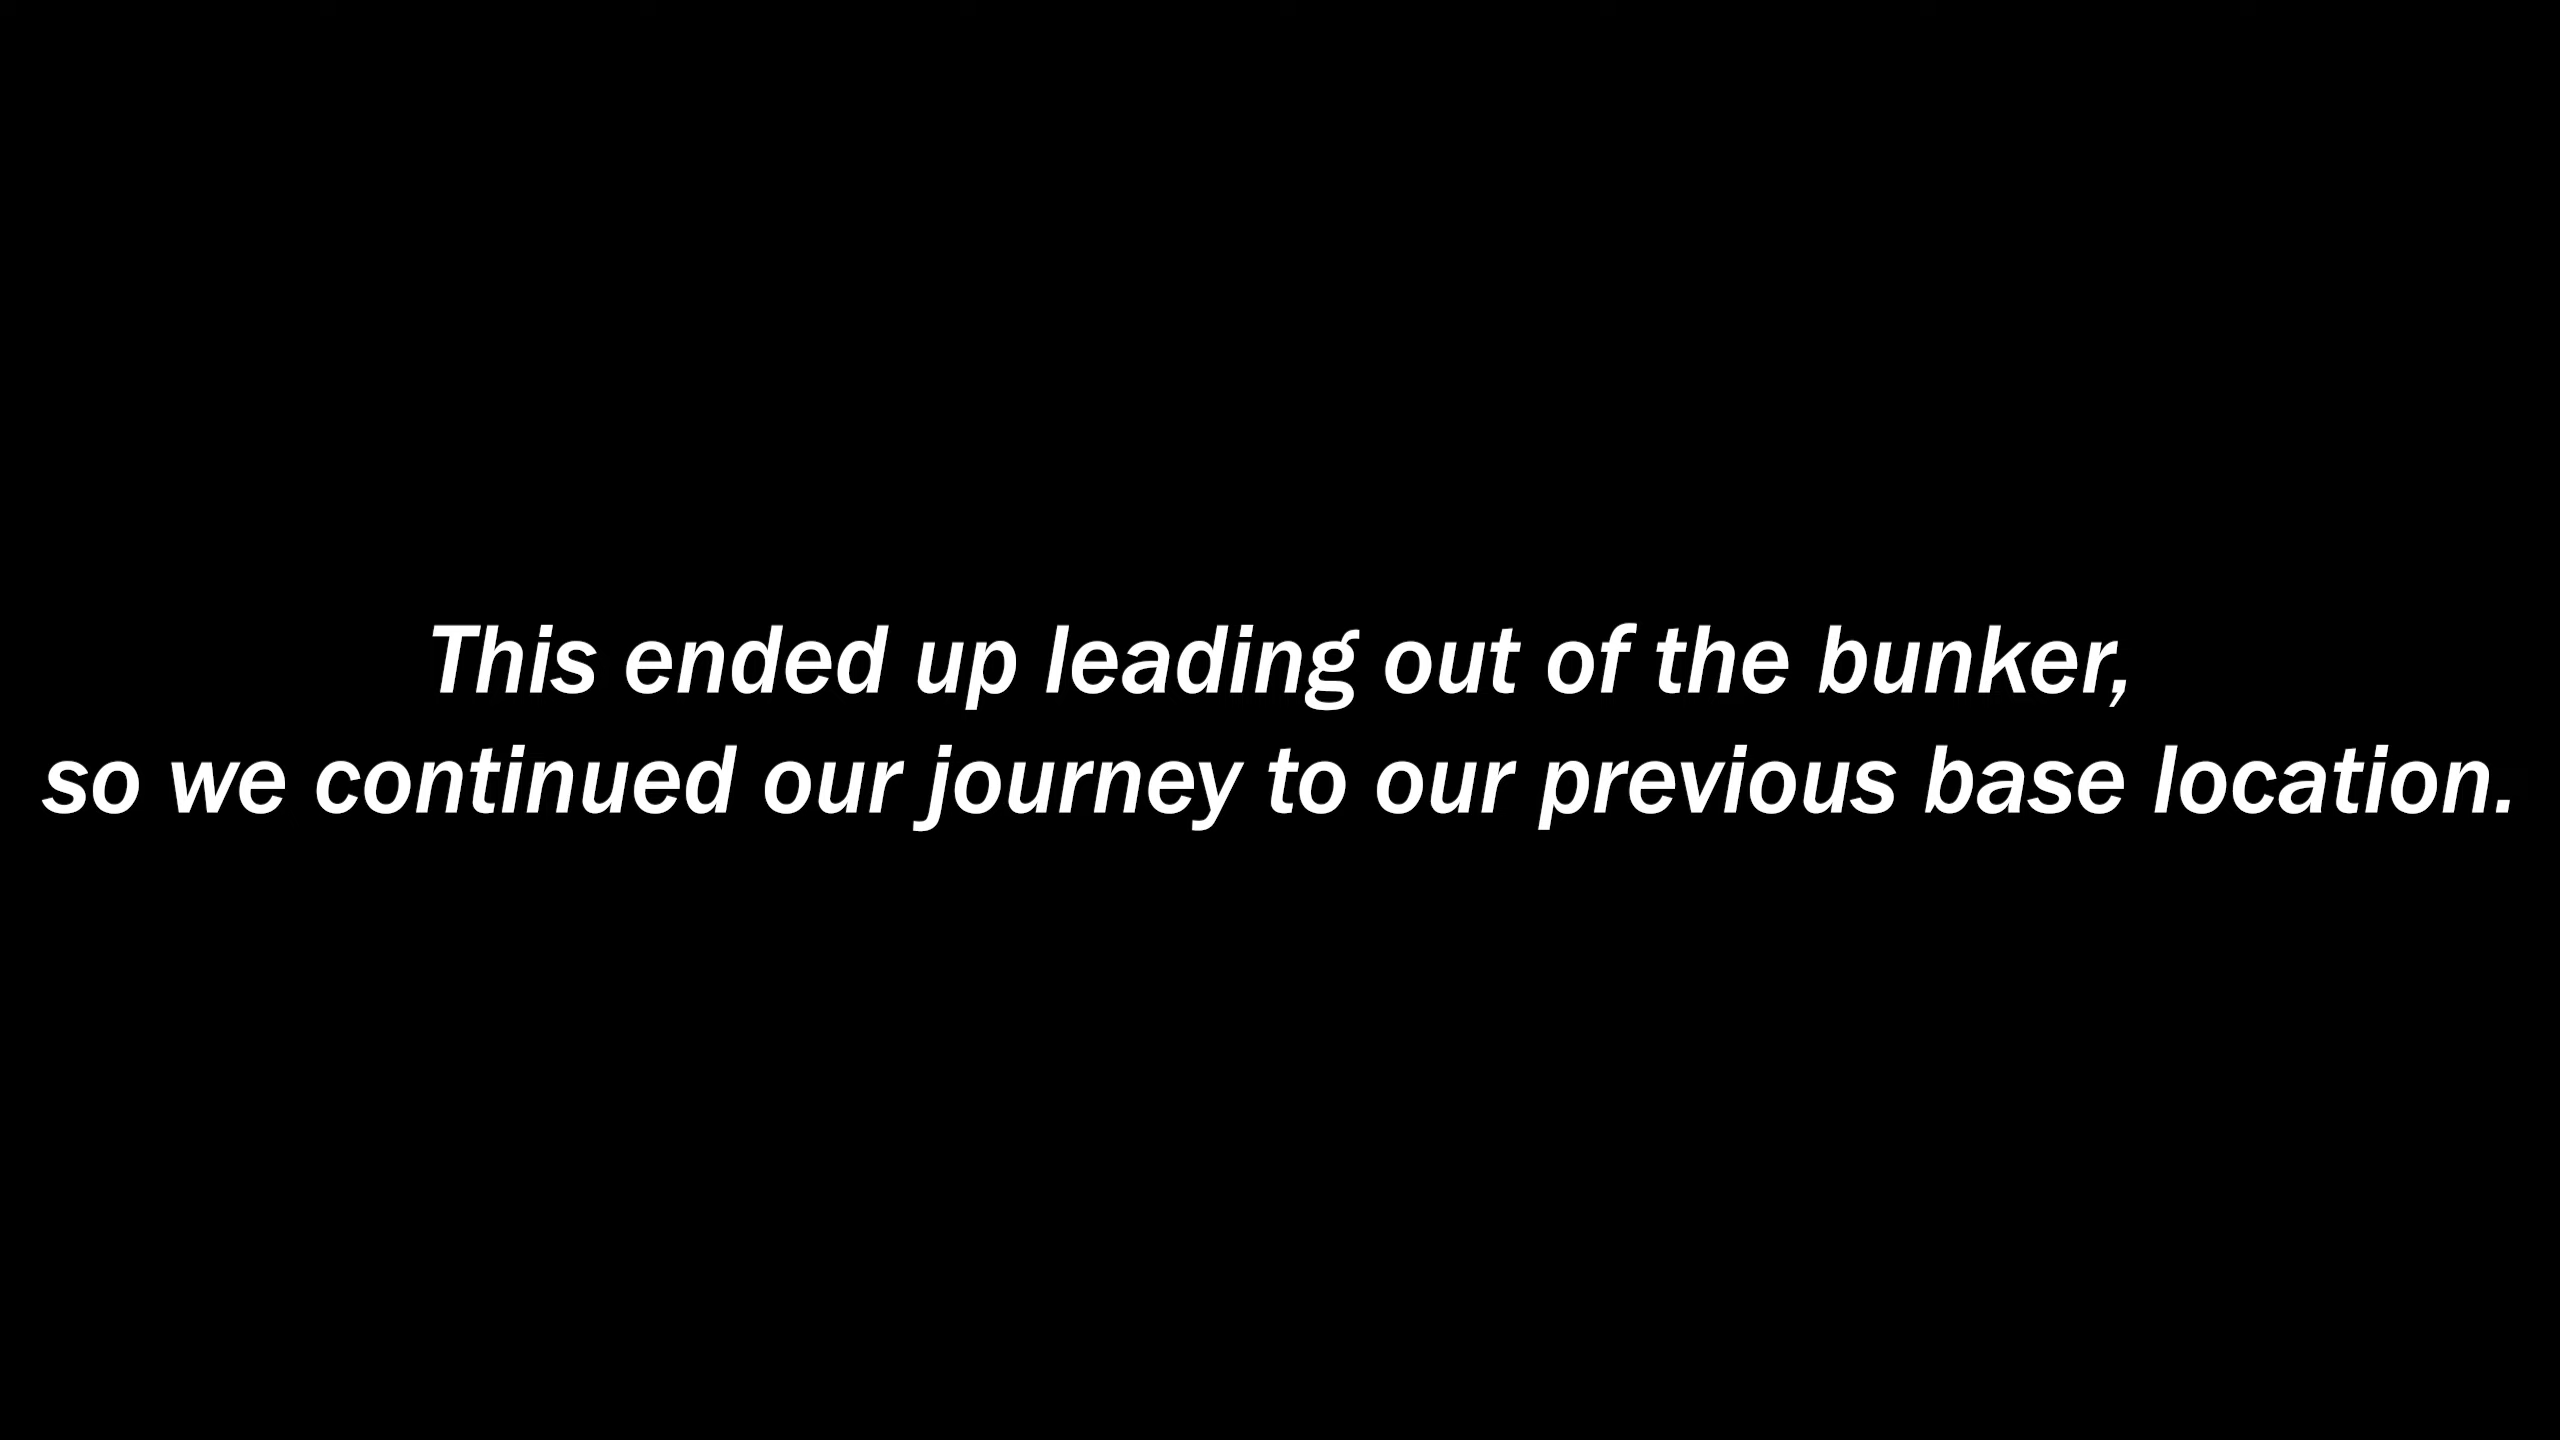 This ended up leading out of the bunker,
so we continued our journey to our previous base location.